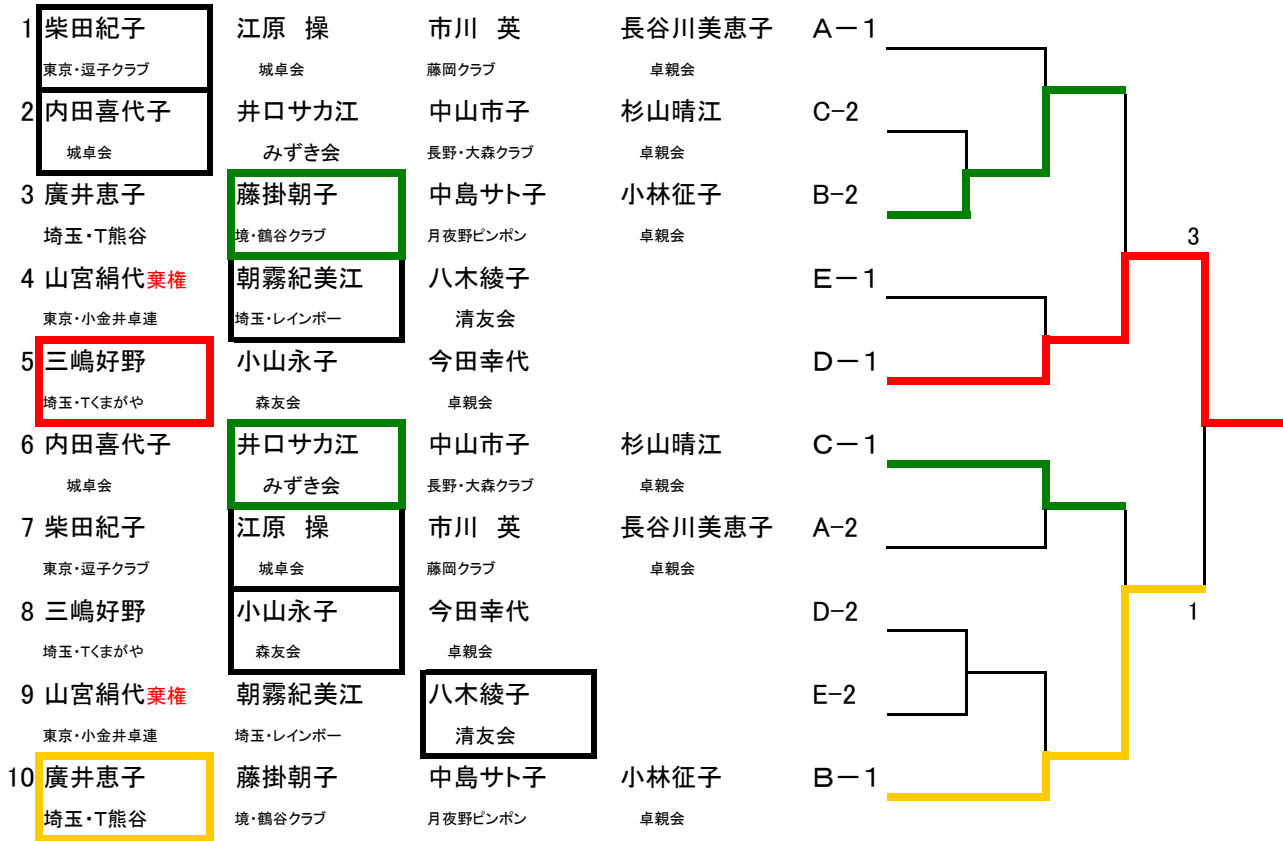 1 柴田紀子 江原 操 市川 英 長谷川美恵子 A－1
東京・逗子クラブ 城卓会 藤岡クラブ 卓親会
2 内田喜代子 井口サカ江 中山市子 杉山晴江 C-2
城卓会 みずき会 長野・大森クラブ 卓親会
3 廣井恵子 藤掛朝子 中島サト子 小林征子 B-2
埼玉・T熊谷 境・鶴谷クラブ 月夜野ピンポン 卓親会
3
4 山宮絹代棄権 朝霧紀美江 八木綾子 E－1
東京・小金井卓連 埼玉・レインボー 清友会
5 三嶋好野 小山永子 今田幸代 D－1
埼玉・Tくまがや 森友会 卓親会
6 内田喜代子 井口サカ江 中山市子 杉山晴江 C－1
城卓会 みずき会 長野・大森クラブ 卓親会
7 柴田紀子 江原 操 市川 英 長谷川美恵子 A-2
東京・逗子クラブ 城卓会 藤岡クラブ 卓親会
8 三嶋好野 小山永子 今田幸代 D-2 1
埼玉・Tくまがや 森友会 卓親会
9 山宮絹代棄権 朝霧紀美江 八木綾子 E-2
東京・小金井卓連 埼玉・レインボー 清友会
10 廣井恵子 藤掛朝子 中島サト子 小林征子 B－1
埼玉・T熊谷 境・鶴谷クラブ 月夜野ピンポン 卓親会